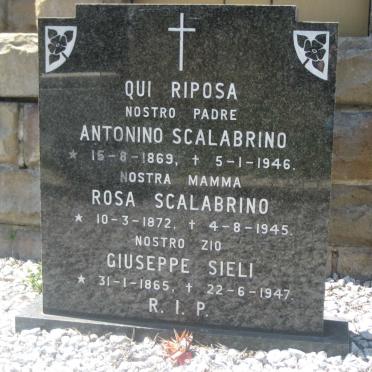 QUI RIPOSA
NOSTRO PADRE
ANTONINO SCALABRINO
* 15-8-1869, † 5-1-1946.
NOSTRA MAMMA
ROSA SCALABRINO
* 10-3-1872, † 4-8-1945.
NOSTRO ZIO
GIUSEPPE SIELI
* 31-1-1865, † 22-6-1947.
R. I. P.